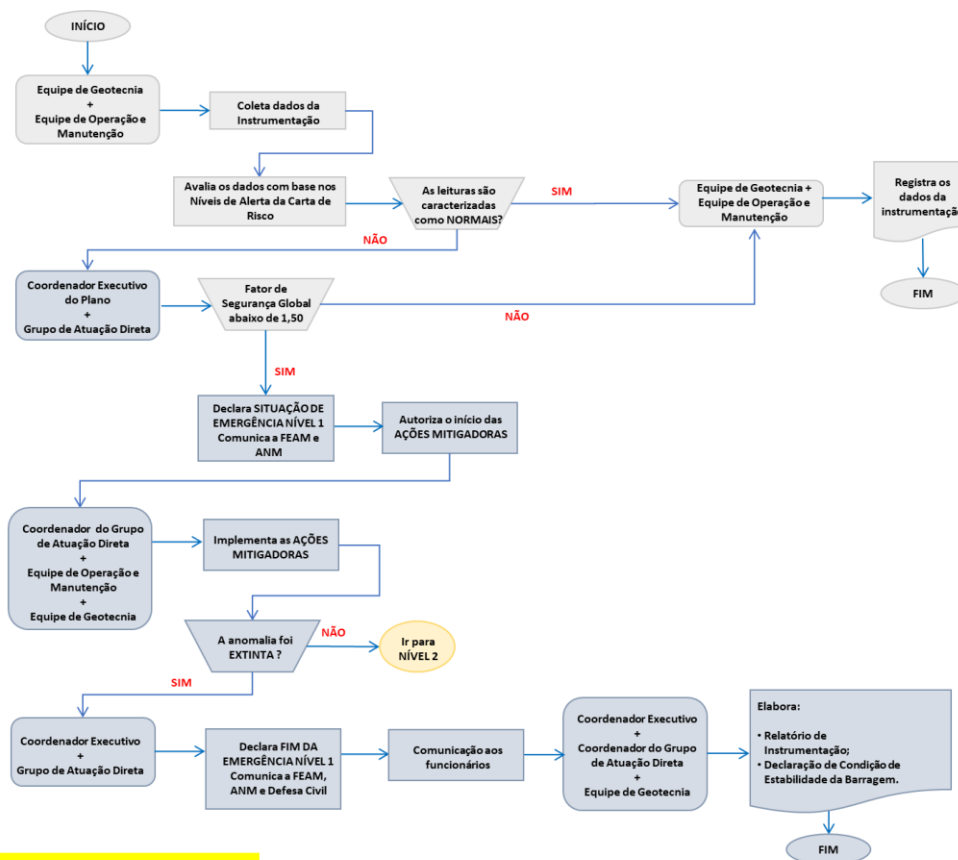 INÍCIO
Equipe de Geotecnia
+
Equipe de Operação e
Manutenção
Coleta dados da
Instrumentação
Avalia os dados com base nos
Níveis de Alerta da Carta de
Risco
As leituras são
caracterizadas
como NORMAIS?
SIM
Equipe de Geotecnia +
Equipe de Operação e
Manutenção
Registra os
dados da
instrumentação
FIM
NÃO
Coordenador Executivo
do Plano
+
Grupo de Atuação Direta
Fator de
Segurança Global
abaixo de 1,50
NÃO
SIM
Declara SITUAÇÃO DE
EMERGÊNCIA NÍVEL 1
Comunica a FEAM e
ANM
Autoriza o início das
AÇÕES MITIGADORAS
Coordenador do Grupo
de Atuação Direta
+
Equipe de Operação e
Manutenção
+
Equipe de Geotecnia
Implementa as AÇÕES
MITIGADORAS
A anomalia foi
EXTINTA ?
NÃO
Ir para
NÍVEL 2
SIM
Coordenador Executivo
+
Grupo de Atuação Direta
Declara FIM DA
EMERGÊNCIA NÍVEL 1
Comunica a FEAM,
ANM e Defesa Civil
Comunicação aos
funcionários
Coordenador Executivo
+
Coordenador do Grupo
de Atuação Direta
+
Equipe de Geotecnia
Elabora:
• Relatório de
Instrumentação;
• Declaração de Condição de
Estabilidade da Barragem.
FIM